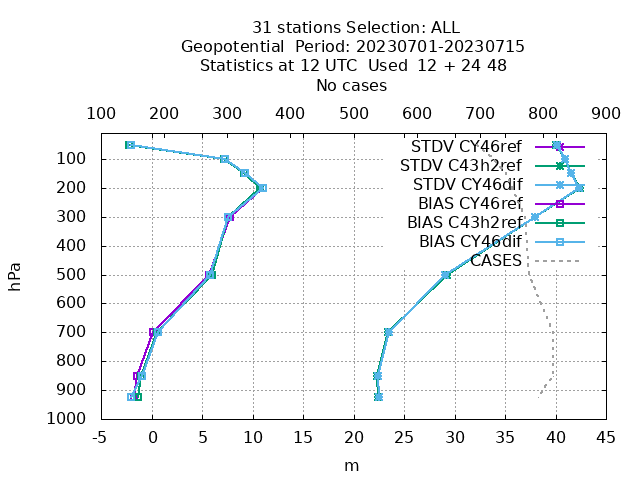 31 stations Selection: ALL
Geopotential  Period: 20230701-20230715
Statistics at 12 UTC  Used  12 + 24 48
No cases
100 200 300 400 500 600 700 800 900
STDV CY46ref
STDV C43h2ref
STDV CY46dif
BIAS CY46ref
BIAS C43h2ref
BIAS CY46dif
CASES
100
200
300
400
500
600
700
800
900
1000
hPa
-5 0 5 10 15 20 25 30 35 40 45
m